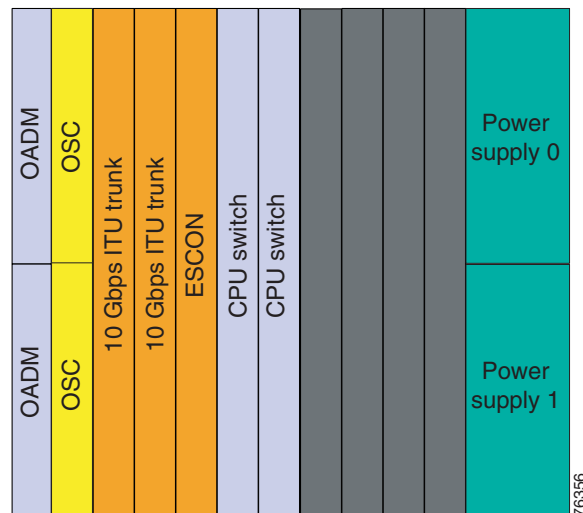 OADM
OSC
10 Gbps ITU trunk
10 Gbps ITU trunk
ESCON
CPU switch
CPU switch
Power
supply 0
OADM
OSC
Power
supply 1
76356